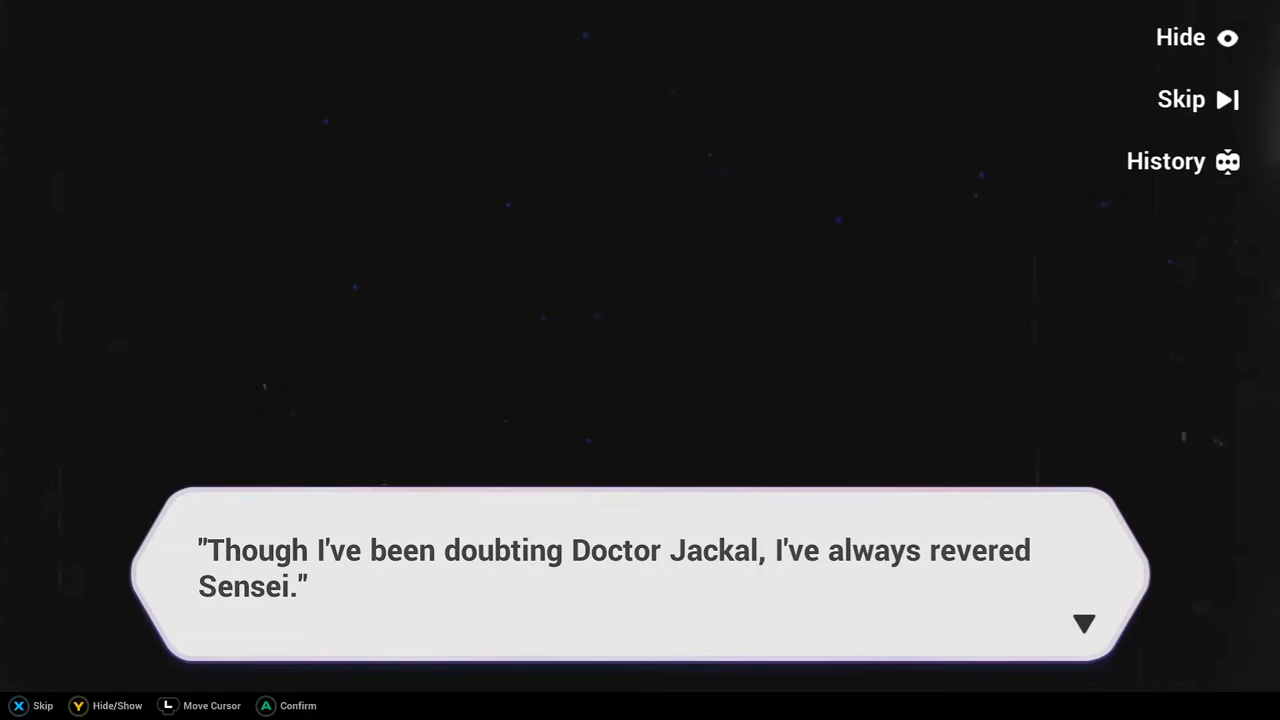 Hide
Skip
History
"Though I've been doubting Doctor Jackal, I've always revered
Sensei."
X Skip Y Hide/Show L Move Cursor A Confirm